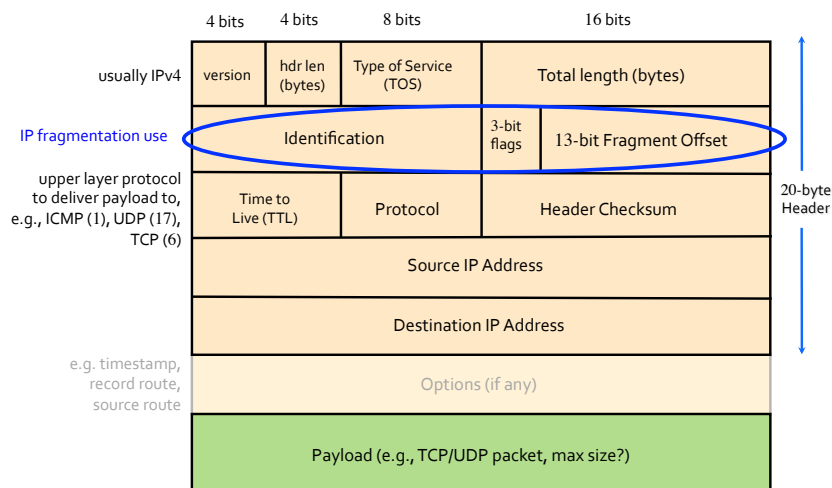 4 bits 4 bits 8 bits 16 bits
usually IPv4
version
hdr len
(bytes)
Type of Service
(TOS)
Total length (bytes)
IP fragmentation use
Identification
3-bit
flags
13-bit Fragment Offset
upper layer protocol
to deliver payload to,
e.g., ICMP (1), UDP (17),
TCP (6)
Time to
Live (TTL)
Protocol
Header Checksum
20-byte
Header
Source IP Address
Destination IP Address
e.g. timestamp,
record route,
source route
Options (if any)
Payload (e.g., TCP/UDP packet, max size?)